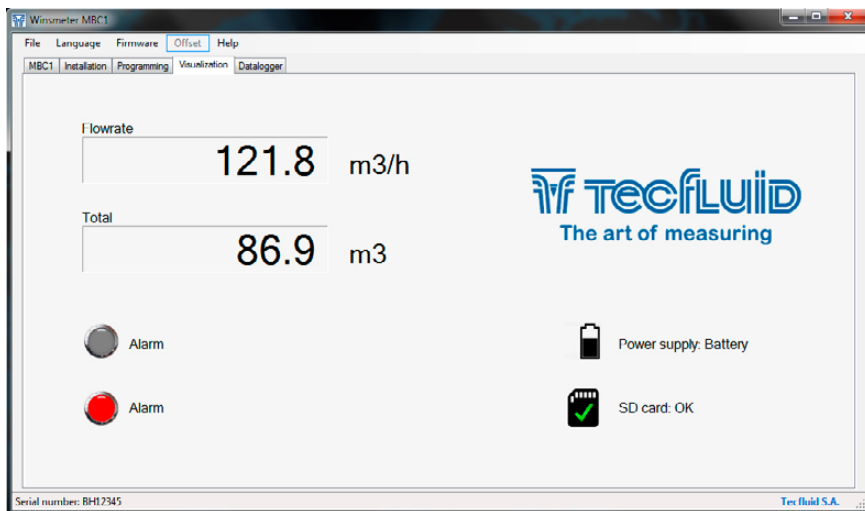 Winsmeter MBC1
File Language Firmware Offset Help
MBC1 Installation Programming Visualization Datalogger
Flowrate
121.8 m3/h
Total
86.9 m3
TECFLUID
The art of measuring
Alarm
Power supply: Battery
Alarm
SD card: OK
Serial number: BH12345
Tecfluid S.A.